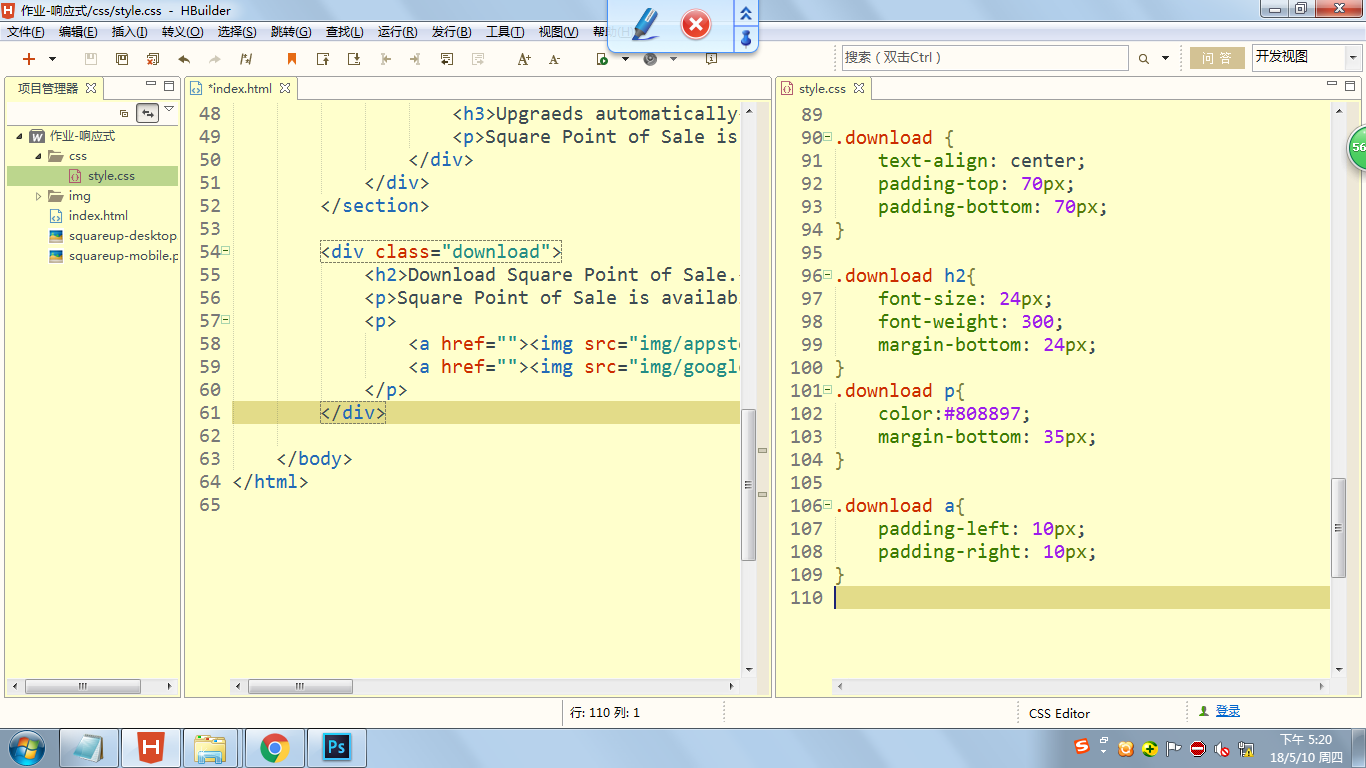 作业-响应式/css/style.css - HBuilder
文件(F) 编辑(E) 插入(I) 转义(O) 选择(S) 跳转(G) 查找(L) 运行(R) 发行(B) 工具(T) 视图(V)
搜索(双击Ctrl)
问 答
开发视图
项目管理器
*index.html
style.css
作业-响应式
css
style.css
img
index.html
squareup-desktop
squareup-mobile.p
48 <h3>Upgraeds automatically
49 <p>Square Point of Sale is
50 </div>
51 </div>
52 </section>
53
54 <div class="download">
55 <h2>Download Square Point of Sale.
56 <p>Square Point of Sale is availab
57 <p>
58 <a href=""><img src="img/appst
59 <a href=""><img src="img/google
60 </p>
61 </div>
62
63 </body>
64 </html>
65
89
90 .download {
91 text-align: center;
92 padding-top: 70px;
93 padding-bottom: 70px;
94 }
95
96 .download h2{
97 font-size: 24px;
98 font-weight: 300;
99 margin-bottom: 24px;
100 }
101 .download p{
102 color:#808897;
103 margin-bottom: 35px;
104 }
105
106 .download a{
107 padding-left: 10px;
108 padding-right: 10px;
109 }
110
56
行: 110 列: 1
CSS Editor
登录
Ps
下午 5:20
18/5/10 周四